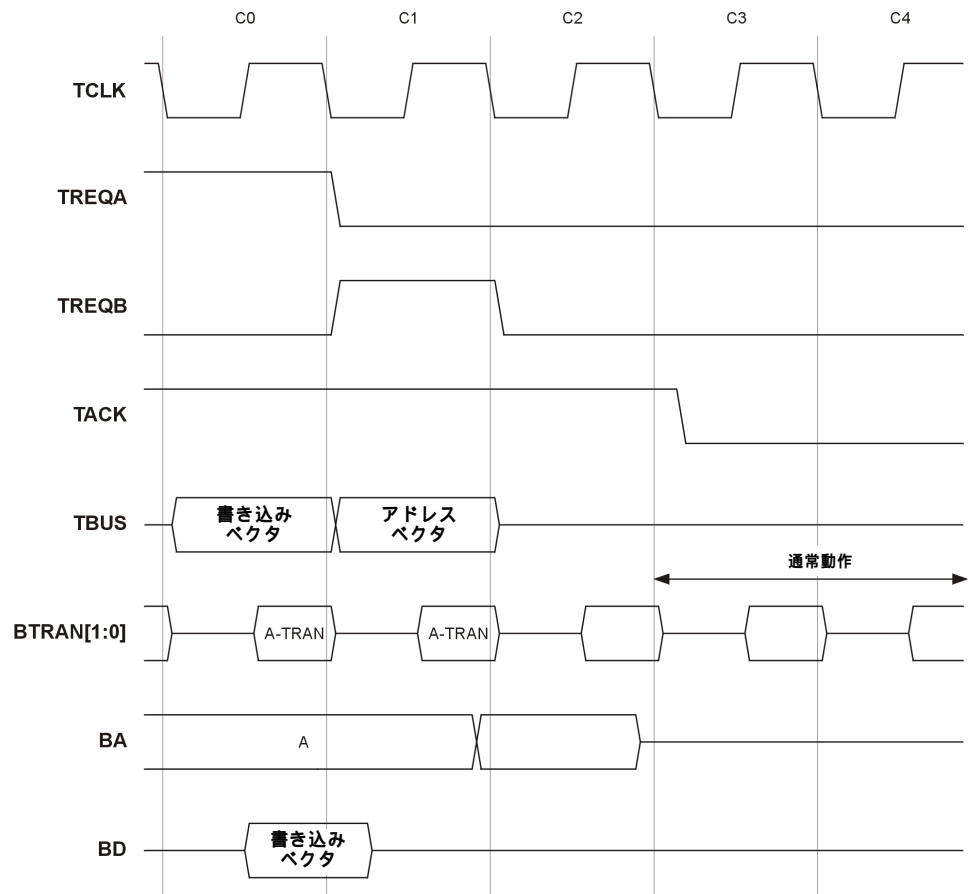 C0 C1 C2 C3 C4
TCLK
TREQA
TREQB
TACK
TBUS
書き込み
ベクタ
アドレス
ベクタ
通常動作
BTRAN[1:0]
A-TRAN
A-TRAN
BA
A
BD
書き込み
ベクタ